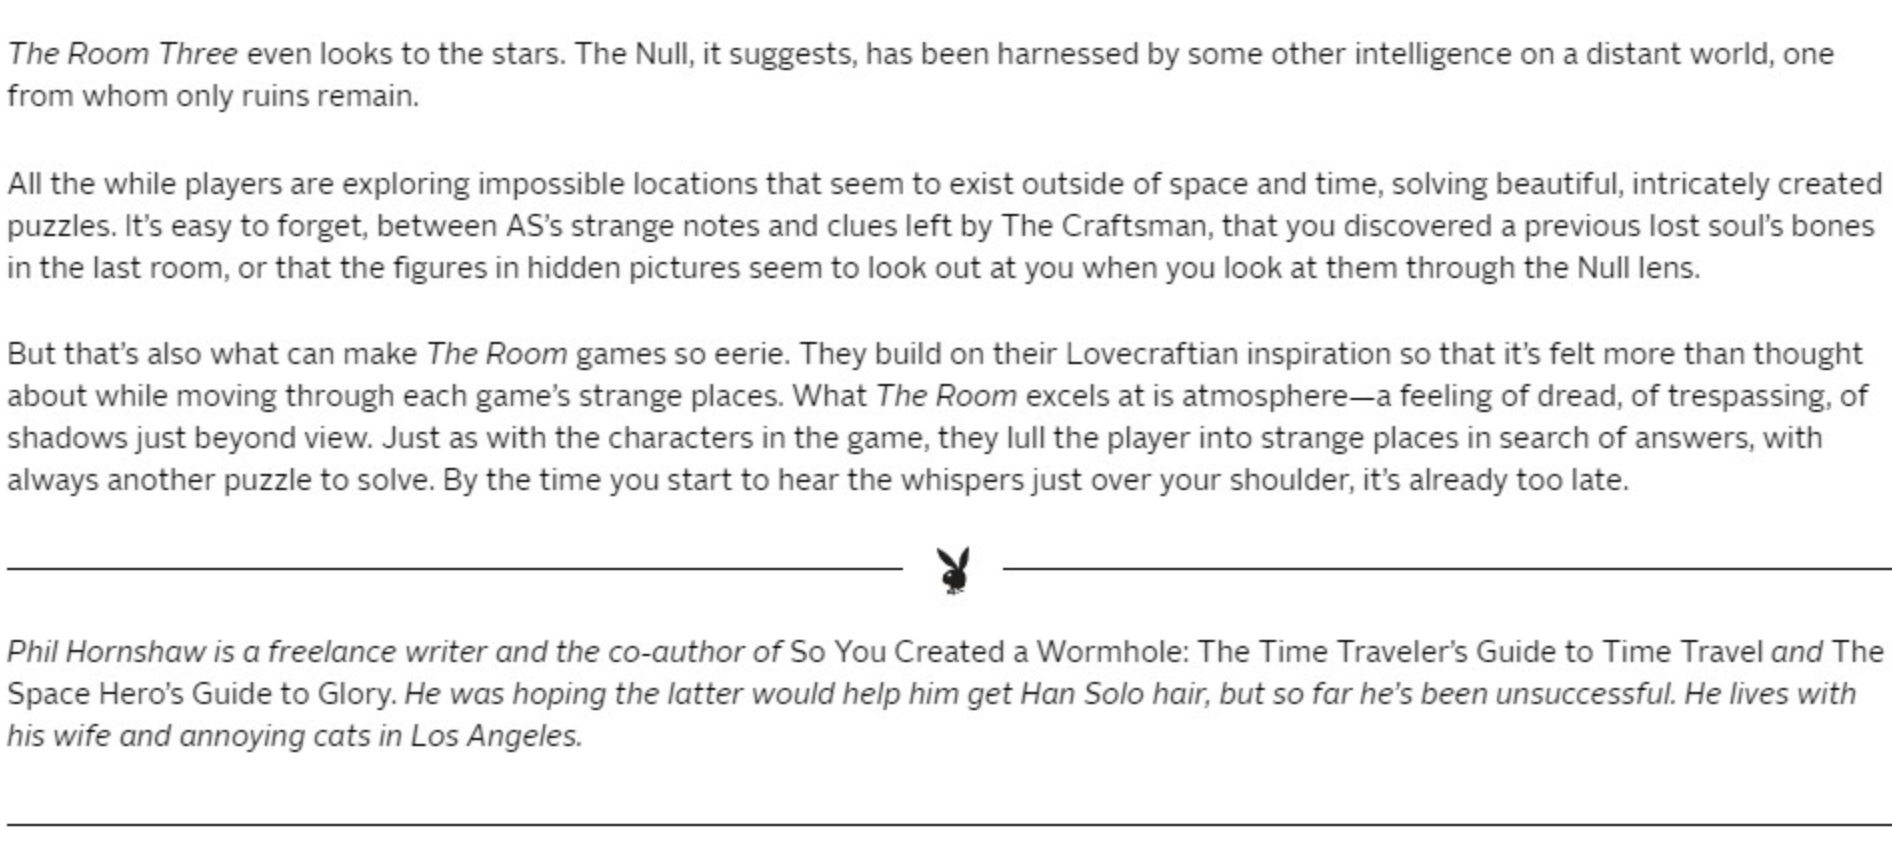 The Room Three even looks to the stars. The Null, it suggests, has been harnessed by some other intelligence on a distant world, one
from whom only ruins remain.
All the while players are exploring impossible locations that seem to exist outside of space and time, solving beautiful, intricately created
puzzles. It’s easy to forget, between AS’s strange notes and clues left by The Craftsman, that you discovered a previous lost soul’s bones
in the last room, or that the figures in hidden pictures seem to look out at you when you look at them through the Null lens.
But that’s also what can make The Room games so eerie. They build on their Lovecraftian inspiration so that it’s felt more than thought
about while moving through each game’s strange places. What The Room excels at is atmosphere—a feeling of dread, of trespassing, of
shadows just beyond view. Just as with the characters in the game, they lull the player into strange places in search of answers, with
always another puzzle to solve. By the time you start to hear the whispers just over your shoulder, it’s already too late.
Phil Hornshaw is a freelance writer and the co-author of So You Created a Wormhole: The Time Traveler’s Guide to Time Travel and The
Space Hero’s Guide to Glory. He was hoping the latter would help him get Han Solo hair, but so far he’s been unsuccessful. He lives with
his wife and annoying cats in Los Angeles.